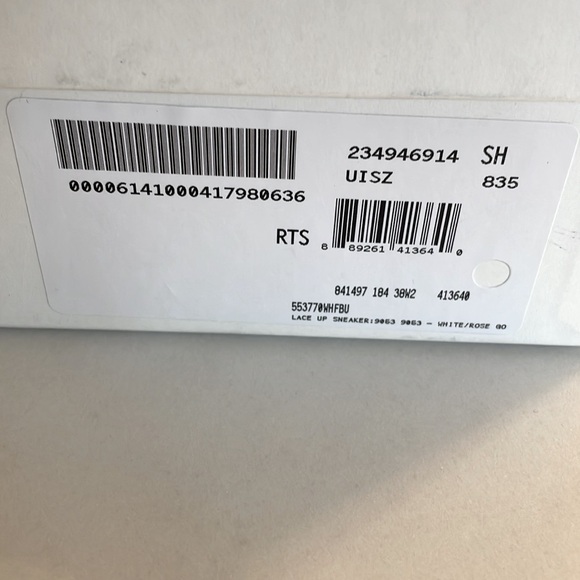 234946914 SH
UISZ 835
00006141000417980636
RTS
8 89261 41364 0
841497 184 38W2 413640
553770WHFBU
LACE UP SNEAKER:9063 9063 - WHITE/ROSE GO